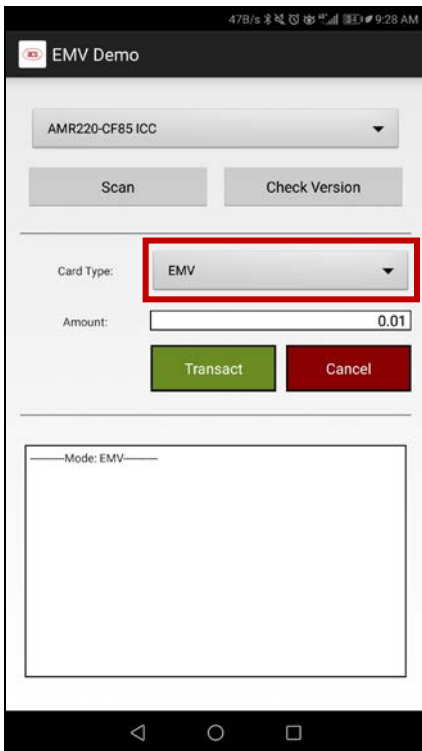 47B/s 9:28 AM
acs EMV Demo
AMR220-CF85 ICC
Scan Check Version
Card Type: EMV
Amount: 0.01
Transact Cancel
---------Mode: EMV---------